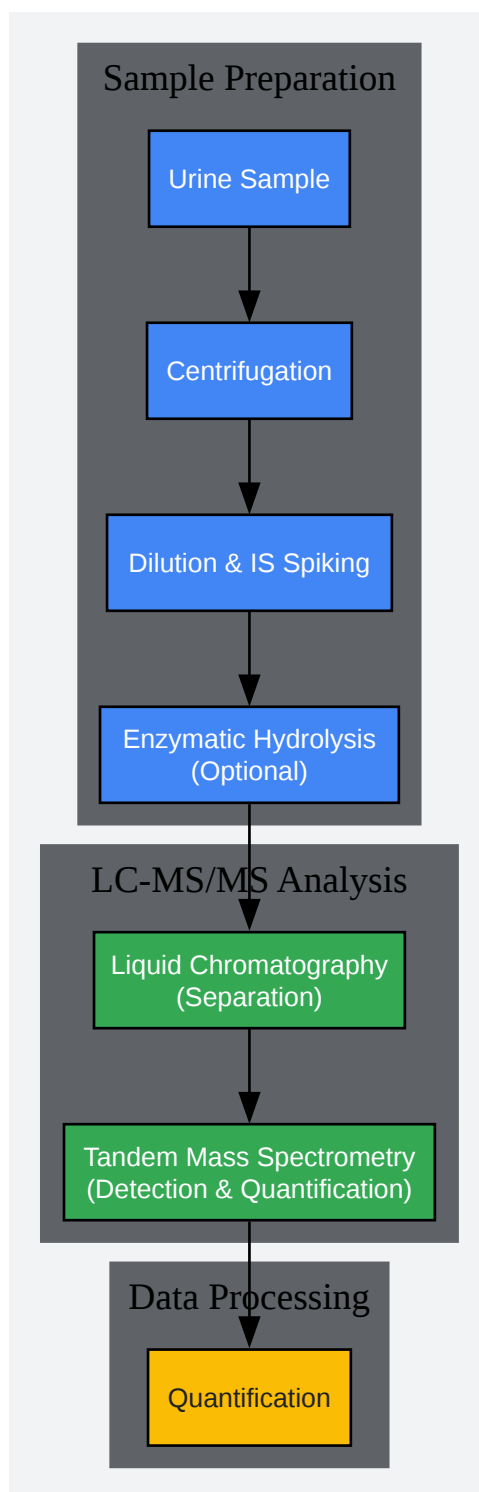 Sample Preparation
Urine Sample
Centrifugation
Dilution & IS Spiking
Enzymatic Hydrolysis
(Optional)
LC-MS/MS Analysis
Liquid Chromatography
(Separation)
Tandem Mass Spectrometry
(Detection & Quantification)
Data Processing
Quantification